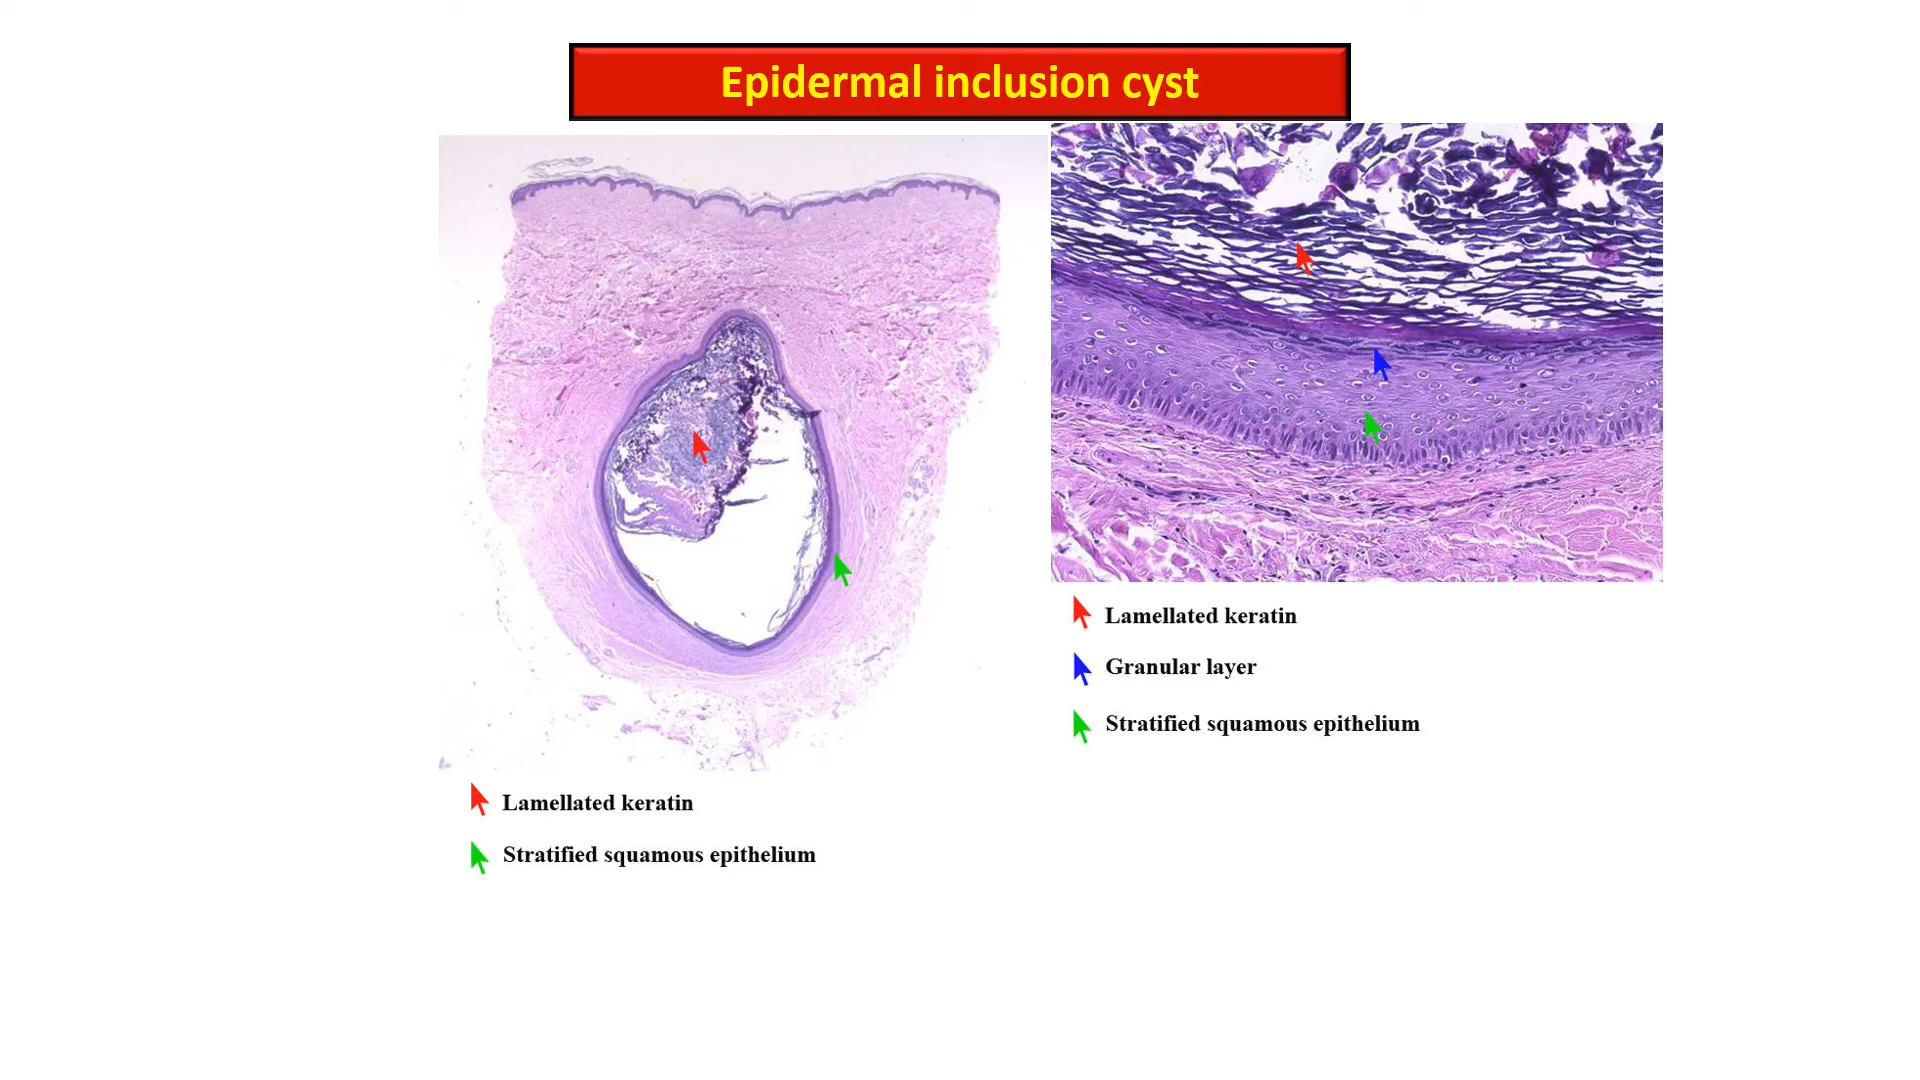 Epidermal inclusion cyst
Lamellated keratin
Stratified squamous epithelium
Lamellated keratin
Granular layer
Stratified squamous epithelium